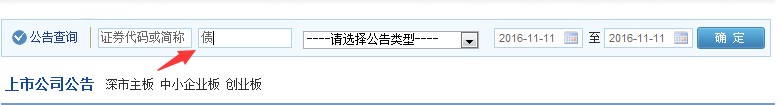 公告查询 证券代码或简称 债 ----请选择公告类型---- 2016-11-11 至 2016-11-11 确 定
上市公司公告 深市主板 中小企业板 创业板